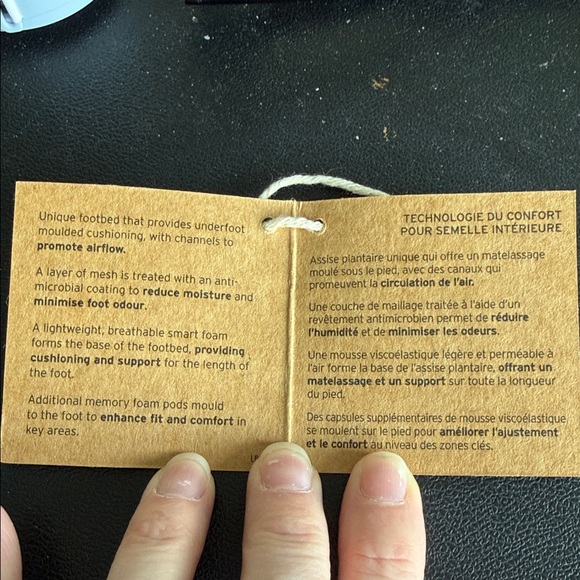 Unique footbed that provides underfoot
moulded cushioning, with channels to
promote airflow.
A layer of mesh is treated with an anti-
microbial coating to reduce moisture and
minimise foot odour.
A lightweight, breathable smart foam
forms the base of the footbed, providing
cushioning and support for the length of
the foot.
Additional memory foam pods mould
to the foot to enhance fit and comfort in
key areas.
TECHNOLOGIE DU CONFORT
POUR SEMELLE INTÉRIEURE
Assise plantaire unique qui offre un matelassage
moulé sous le pied, avec des canaux qui
promeuvent la circulation de l'air.
Une couche de maillage traitée à l'aide d'un
revêtement antimicrobien permet de réduire
l'humidité et de minimiser les odeurs.
Une mousse viscoélastique légère et perméable à
l'air forme la base de l'assise plantaire, offrant un
matelassage et un support sur toute la longueur
du pied.
Des capsules supplémentaires de mousse viscoélastique
se moulent sur le pied pour améliorer l'ajustement
et le confort au niveau des zones clés.